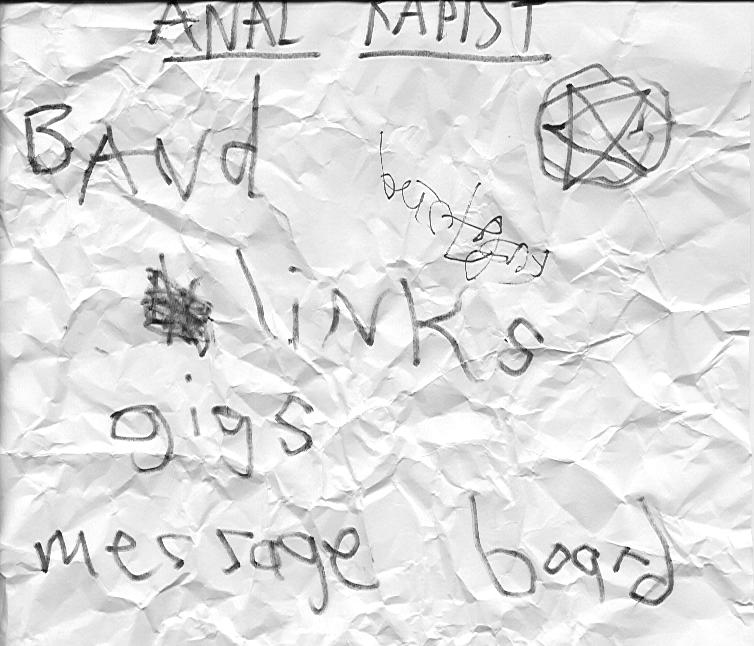 ANAL RAPIST
BANd
liNKs
gigs
message board